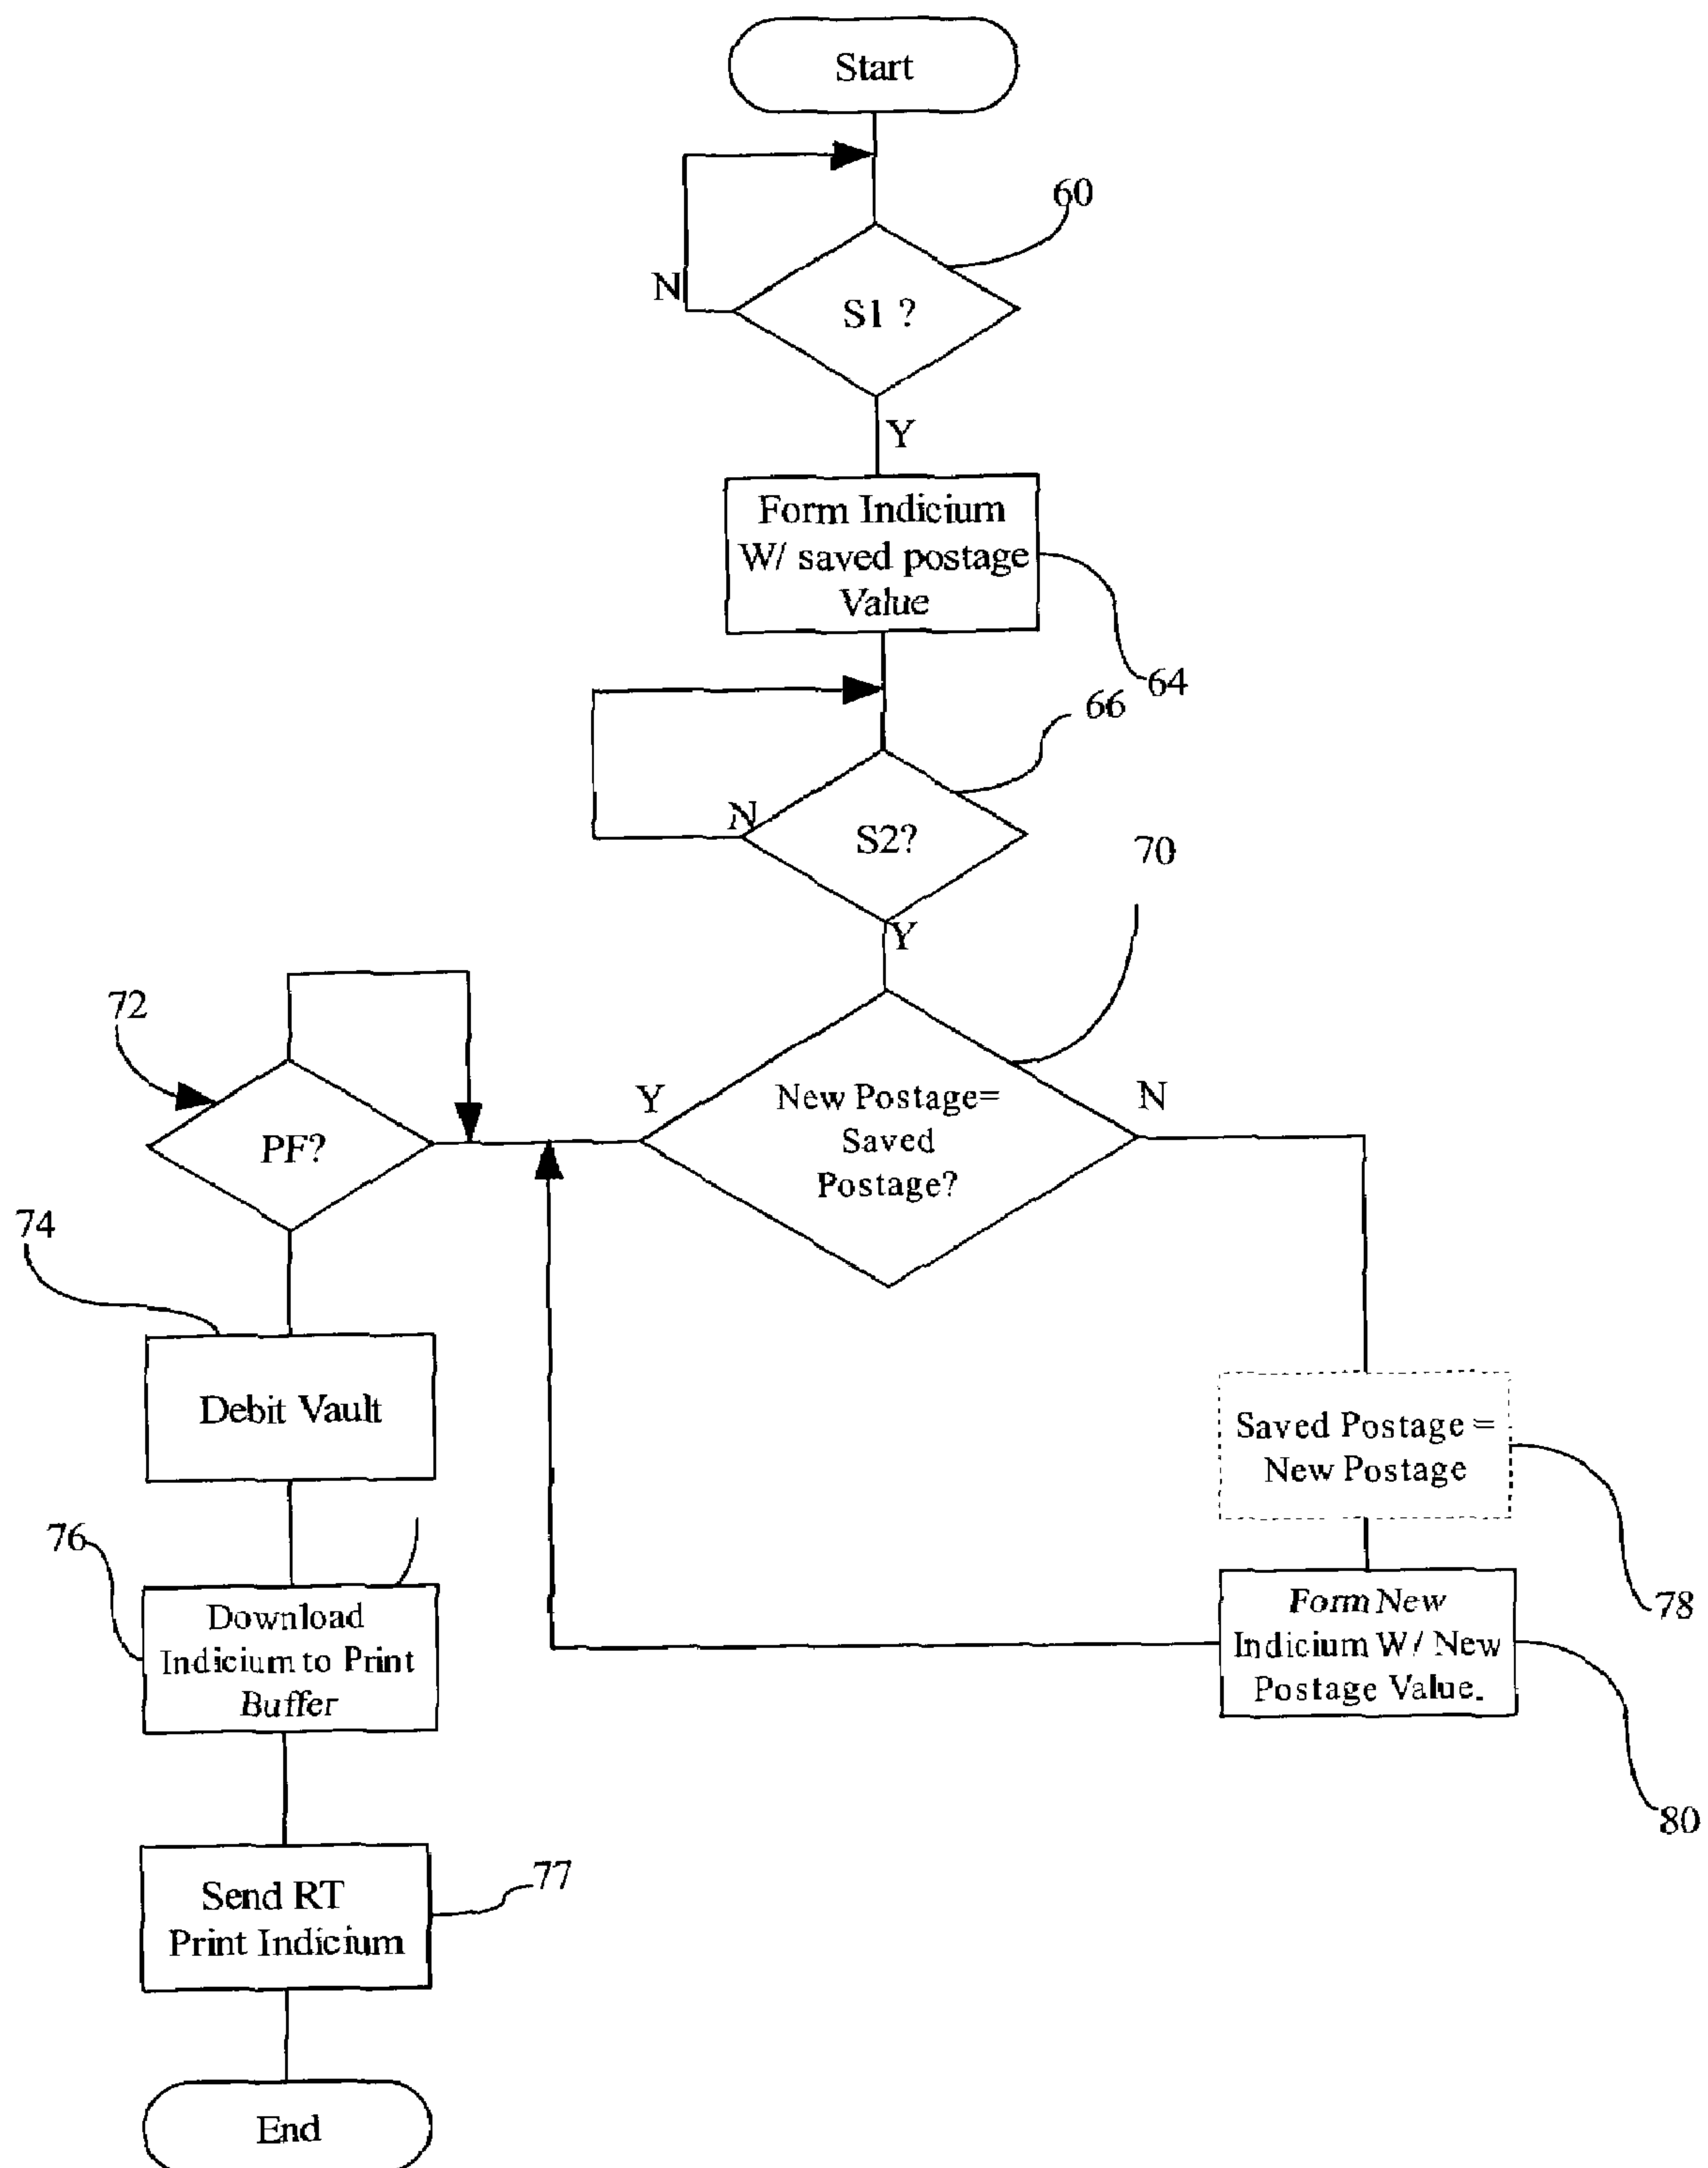 Start
60
N
S1 ?
Y
Form Indicium
W/ saved postage
Value
64
66
N
S2?
Y
70
72
PF?
Y
New Postage=
Saved
Postage?
N
74
Debit Vault
Saved Postage =
New Postage
78
76
Download
Indicium to Print
Buffer
Form New
Indicium W/ New
Postage Value.
80
Send RT
Print Indicium
77
End